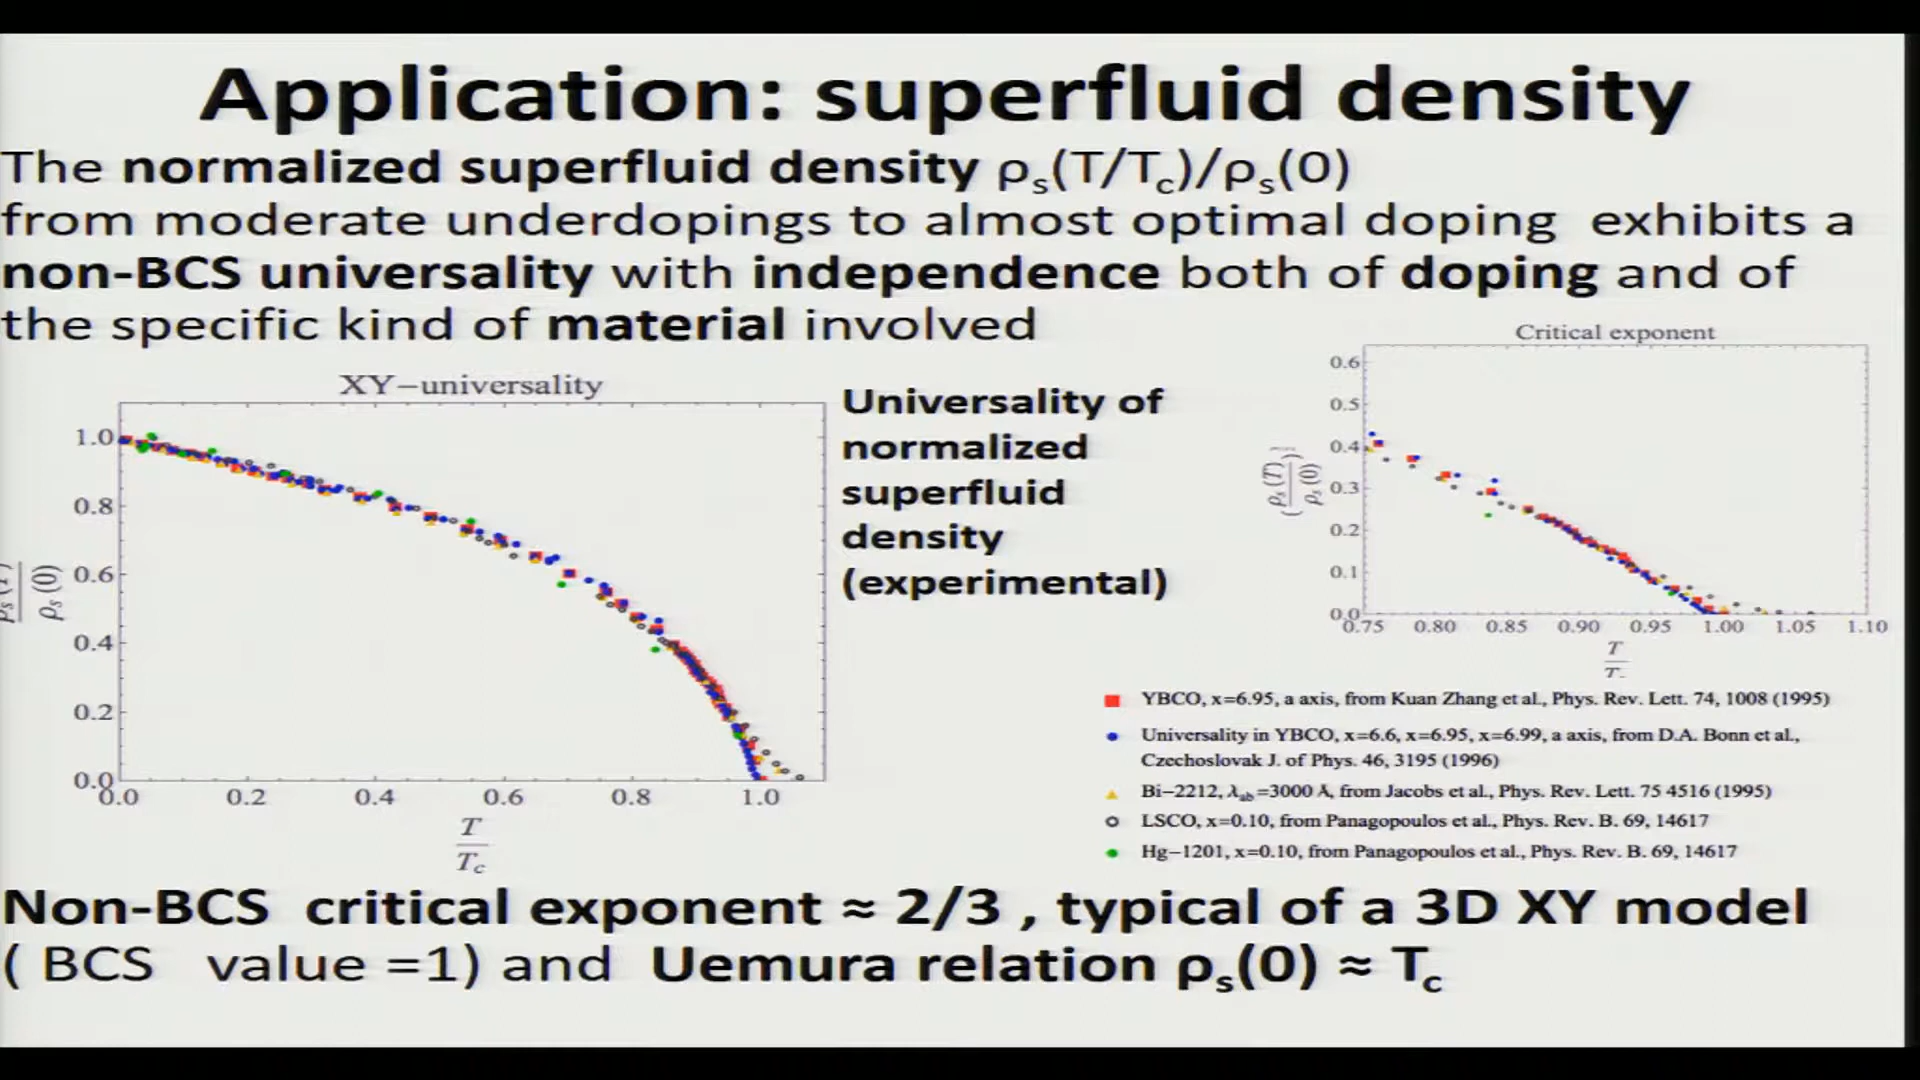 Application: superfluid density
The normalized superfluid density ρs(T/Tc)/ρs(0)
from moderate underdopings to almost optimal doping exhibits a
non-BCS universality with independence both of doping and of
the specific kind of material involved
XY−universality
1.0
0.8
0.6
0.4
0.2
0.0
0.0 0.2 0.4 0.6 0.8 1.0
ρs(T)
ρs(0)
T
Tc
Universality of
normalized
superfluid
density
(experimental)
Critical exponent
0.6
0.5
0.4
0.3
0.2
0.1
0.0
0.75 0.80 0.85 0.90 0.95 1.00 1.05 1.10
(ρs(T)
ρs(0))
T
YBCO, x=6.95, a axis, from Kuan Zhang et al., Phys. Rev. Lett. 74, 1008 (1995)
Universality in YBCO, x=6.6, x=6.95, x=6.99, a axis, from D.A. Bonn et al.,
Czechoslovak J. of Phys. 46, 3195 (1996)
Bi−2212, λab=3000 Å, from Jacobs et al., Phys. Rev. Lett. 75 4516 (1995)
LSCO, x=0.10, from Panagopoulos et al., Phys. Rev. B. 69, 14617
Hg−1201, x=0.10, from Panagopoulos et al., Phys. Rev. B. 69, 14617
Non-BCS critical exponent ≈ 2/3 , typical of a 3D XY model
( BCS value =1) and Uemura relation ρs(0) ≈ Tc